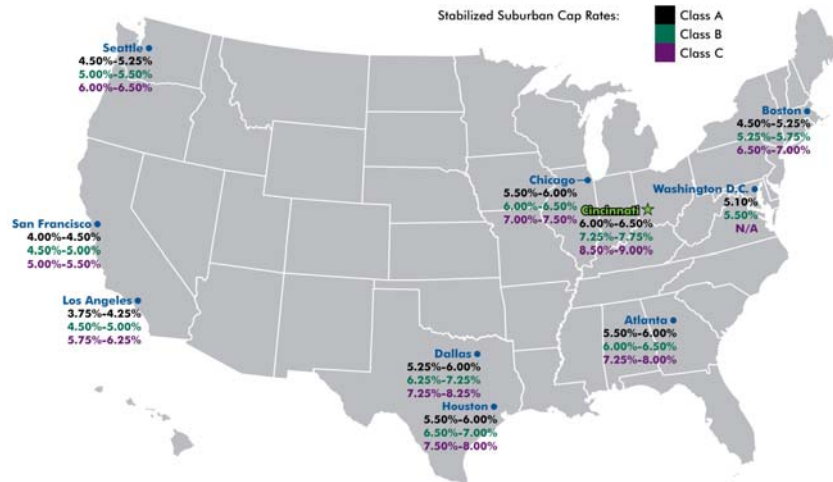 Stabilized Suburban Cap Rates:
Class A
Class B
Class C
Seattle
4.50%-5.25%
5.00%-5.50%
6.00%-6.50%
Boston
4.50%-5.25%
5.25%-5.75%
6.50%-7.00%
Chicago
5.50%-6.00%
6.00%-6.50%
7.00%-7.50%
Washington D.C.
5.10%
5.50%
N/A
Cincinnati
6.00%-6.50%
7.25%-7.75%
8.50%-9.00%
San Francisco
4.00%-4.50%
4.50%-5.00%
5.00%-5.50%
Los Angeles
3.75%-4.25%
4.50%-5.00%
5.75%-6.25%
Atlanta
5.50%-6.00%
6.00%-6.50%
7.25%-8.00%
Dallas
5.25%-6.00%
6.25%-7.25%
7.25%-8.25%
Houston
5.50%-6.00%
6.50%-7.00%
7.50%-8.00%